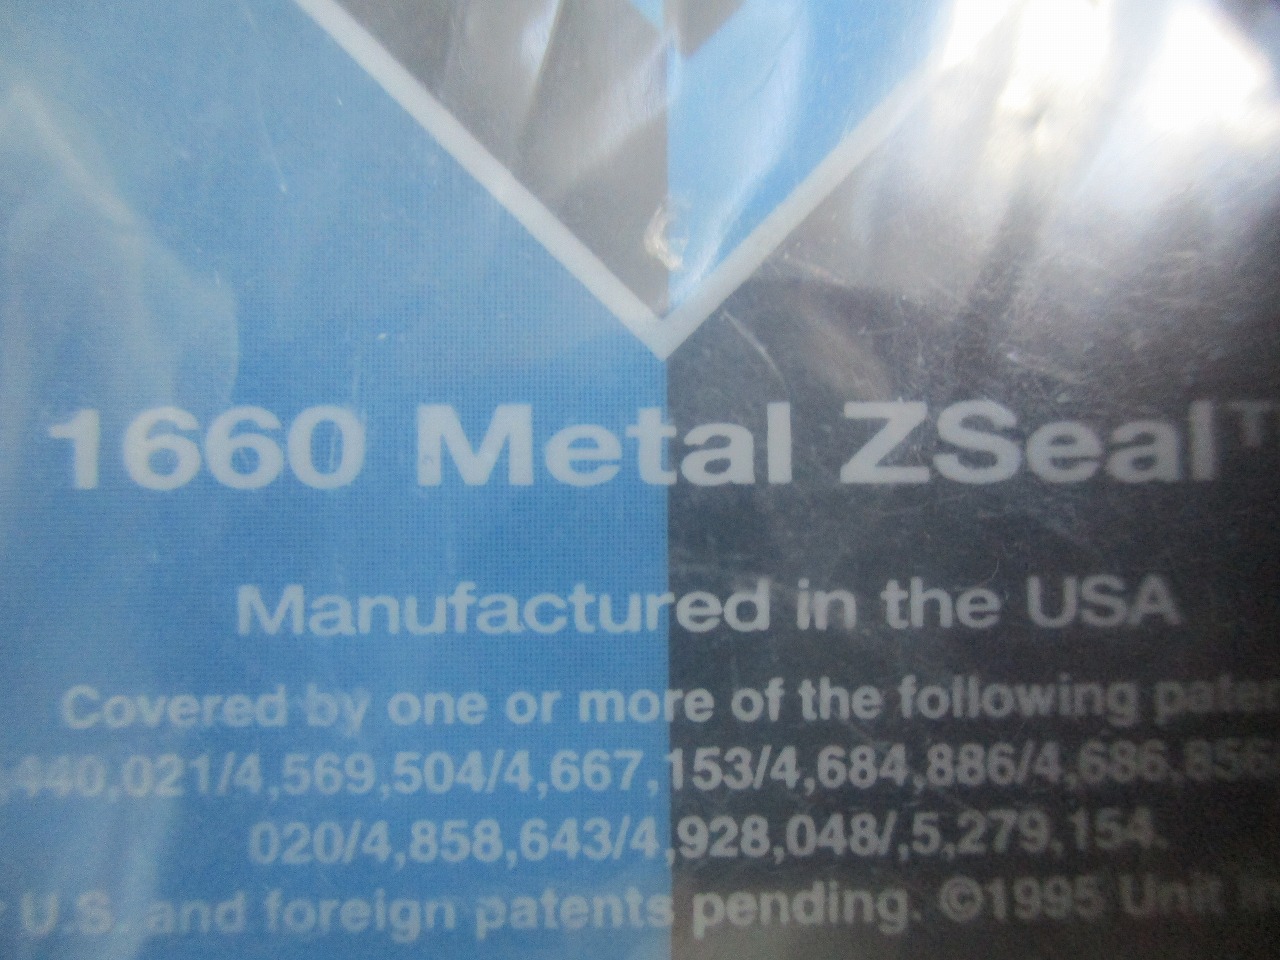 1660 Metal ZSeal™
Manufactured in the USA
Covered by one or more of the following
,440,021/4,569,504/4,667,153/4,684,886/4,686,856
020/4,858,643/4,928,048/,5,279,154.
U.S. and foreign patents pending. ©1995 Unit